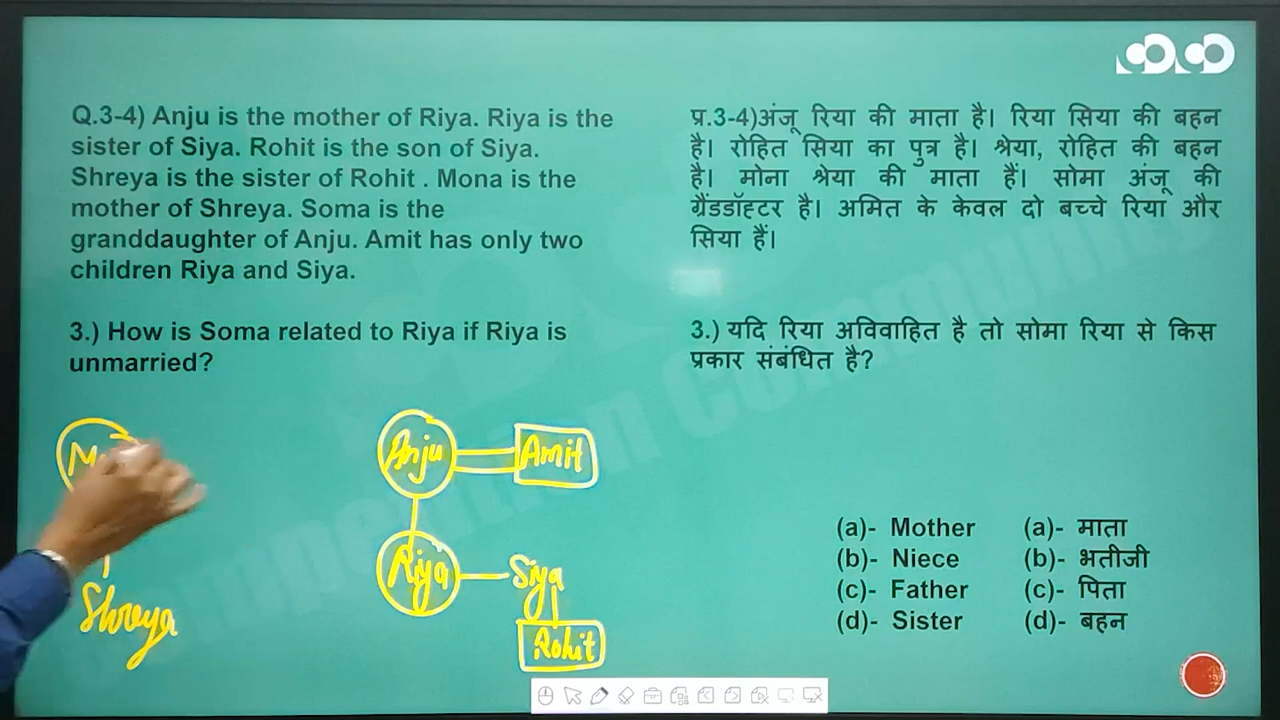 Q.3-4) Anju is the mother of Riya. Riya is the
sister of Siya. Rohit is the son of Siya.
Shreya is the sister of Rohit . Mona is the
mother of Shreya. Soma is the
granddaughter of Anju. Amit has only two
children Riya and Siya.
3.) How is Soma related to Riya if Riya is
unmarried?
प्र.3-4)अंजू रिया की माता है। रिया सिया की बहन
है। रोहित सिया का पुत्र है। श्रेया, रोहित की बहन
है। मोना श्रेया की माता हैं। सोमा अंजू की
ग्रैंडडॉह्टर है। अमित के केवल दो बच्चे रिया और
सिया हैं।
3.) यदि रिया अविवाहित है तो सोमा रिया से किस
प्रकार संबंधित है?
Anju
Amit
Riya
Siya
Shreya
Rohit
(a)- Mother (a)- माता
(b)- Niece (b)- भतीजी
(c)- Father (c)- पिता
(d)- Sister (d)- बहन